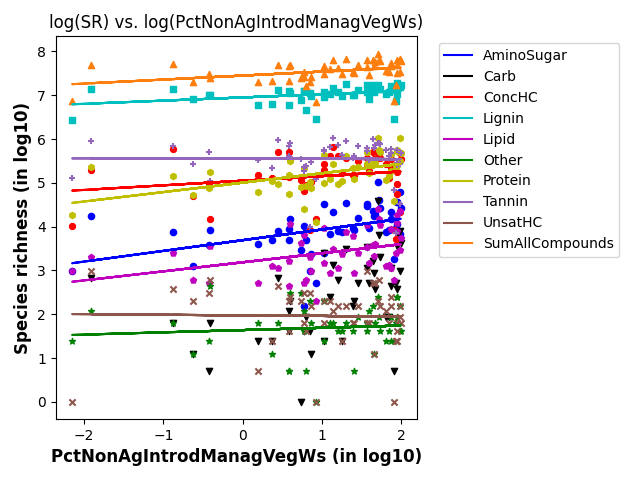 log(SR) vs. log(PctNonAgIntrodManagVegWs)
Species richness (in log10)
8
7
6
5
4
3
2
1
0
−2
−1
0
1
2
PctNonAgIntrodManagVegWs (in log10)
AminoSugar
Carb
ConcHC
Lignin
Lipid
Other
Protein
Tannin
UnsatHC
SumAllCompounds